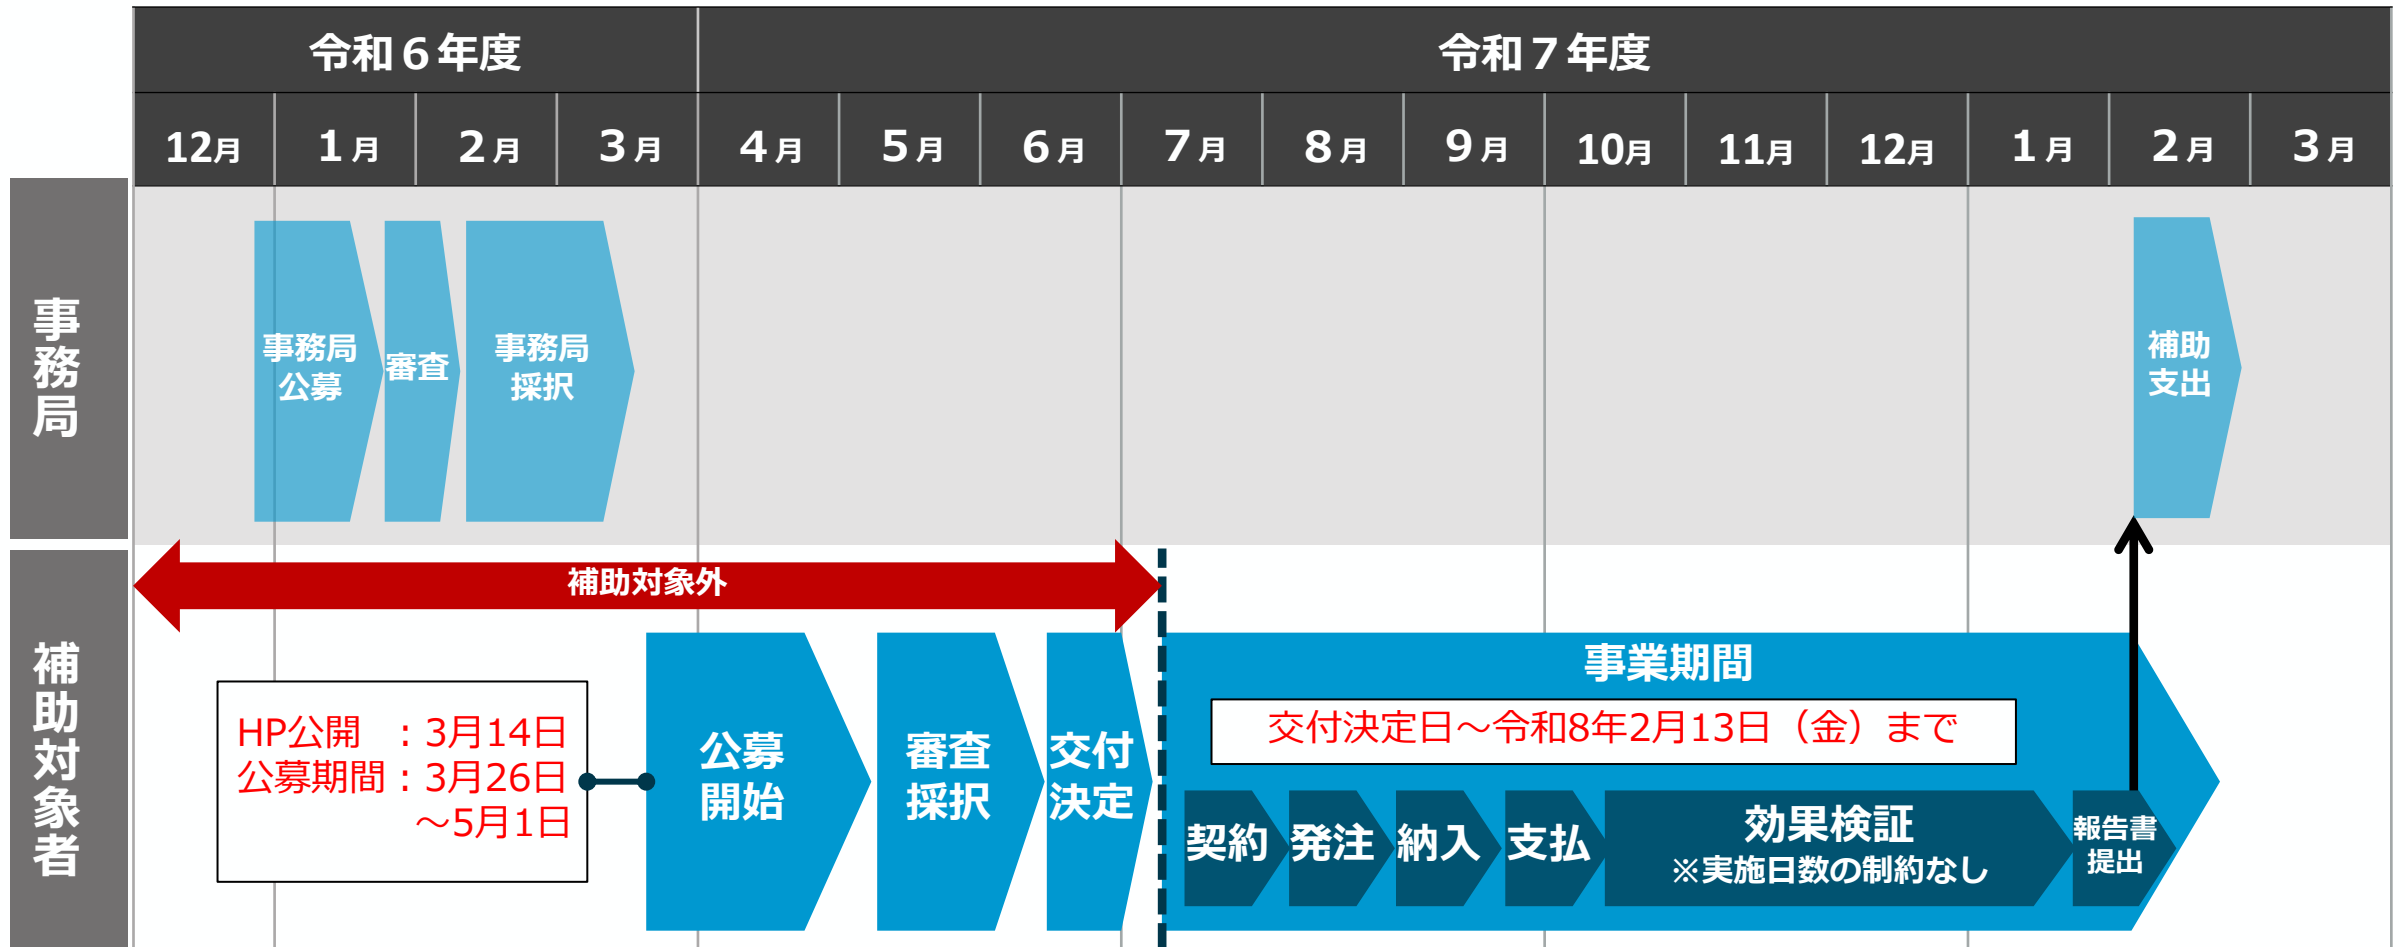 令和６年度
令和７年度
12月
１月
２月
３月
４月
５月
６月
７月
８月
９月
10月
11月
12月
１月
２月
３月
事務局
事務局
公募
審査
事務局
採択
補助
支出
補助対象者
補助対象外
HP公開　：3月14日
公募期間：3月26日
～5月1日
公募
開始
審査
採択
交付
決定
事業期間
交付決定日～令和8年2月13日（金）まで
契約
発注
納入
支払
効果検証
※実施日数の制約なし
報告書
提出